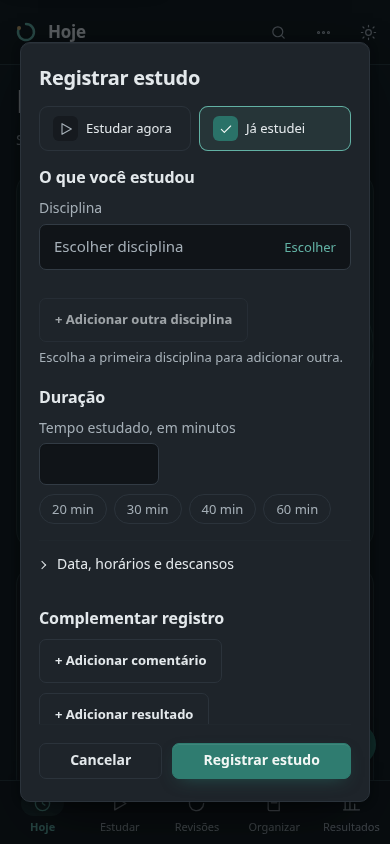 Hoje
Registrar estudo
Estudar agora
Já estudei
O que você estudou
Disciplina
Escolher disciplina
Escolher
+ Adicionar outra disciplina
Escolha a primeira disciplina para adicionar outra.
Duração
Tempo estudado, em minutos
20 min
30 min
40 min
60 min
Data, horários e descansos
Complementar registro
+ Adicionar comentário
+ Adicionar resultado
Cancelar
Registrar estudo
Hoje
Estudar
Revisões
Organizar
Resultados